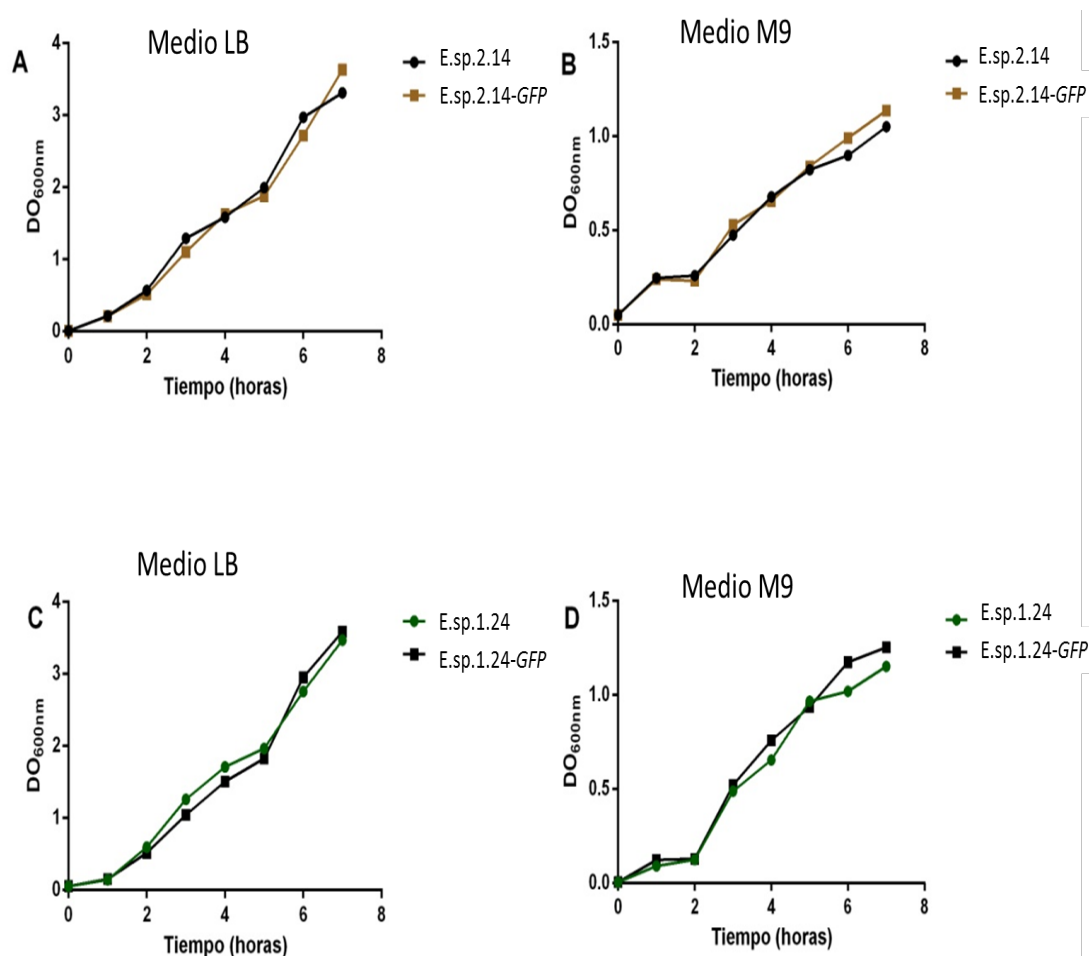 A
Medio LB
E.sp.2.14
E.sp.2.14-GFP
DO600nm
4
3
2
1
0
0 2 4 6 8
Tiempo (horas)
B
Medio M9
E.sp.2.14
E.sp.2.14-GFP
DO600nm
1.5
1.0
0.5
0.0
0 2 4 6 8
Tiempo (horas)
C
Medio LB
E.sp.1.24
E.sp.1.24-GFP
DO600nm
4
3
2
1
0
0 2 4 6 8
Tiempo (horas)
D
Medio M9
E.sp.1.24
E.sp.1.24-GFP
DO600nm
1.5
1.0
0.5
0.0
0 2 4 6 8
Tiempo (horas)